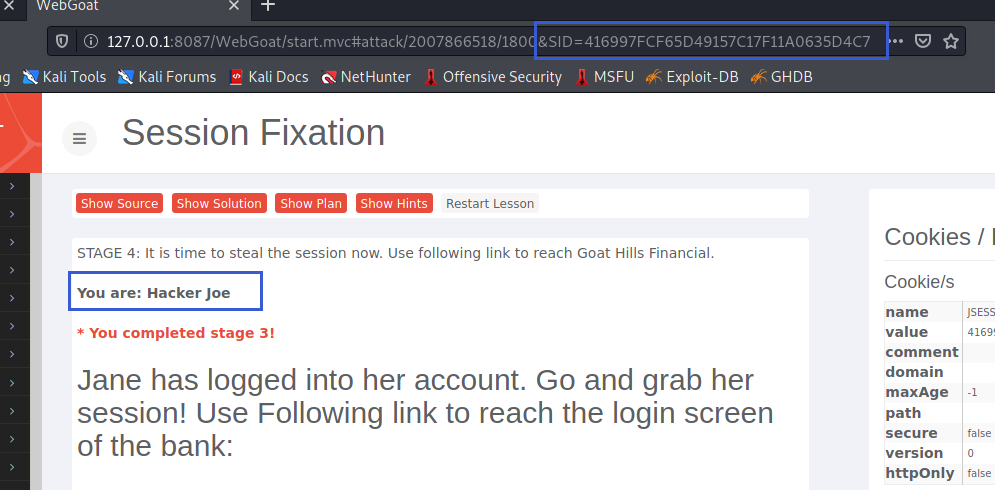 WebGoat
127.0.0.1:8087/WebGoat/start.mvc#attack/2007866518/1800&SID=416997FCF65D49157C17F11A0635D4C7
Kali Tools Kali Forums Kali Docs NetHunter Offensive Security MSFU Exploit-DB GHDB
Session Fixation
Show Source Show Solution Show Plan Show Hints Restart Lesson
STAGE 4: It is time to steal the session now. Use following link to reach Goat Hills Financial.
You are: Hacker Joe
* You completed stage 3!
Jane has logged into her account. Go and grab her
session! Use Following link to reach the login screen
of the bank:
Cookies /
Cookie/s
name JSESS
value 41699
comment
domain
maxAge -1
path
secure false
version 0
httpOnly false